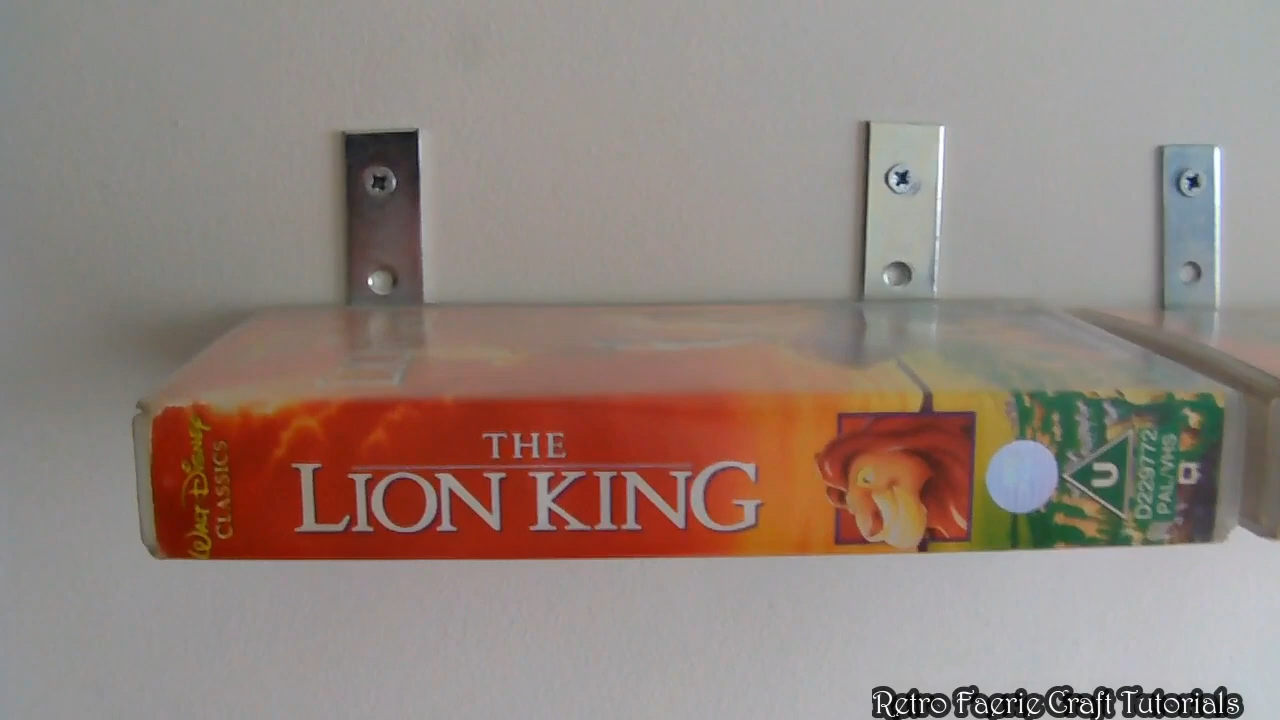 WALT DISNEY
CLASSICS
THE
LION KING
U
D229772
PAL/VHS
Retro Faerie Craft Tutorials